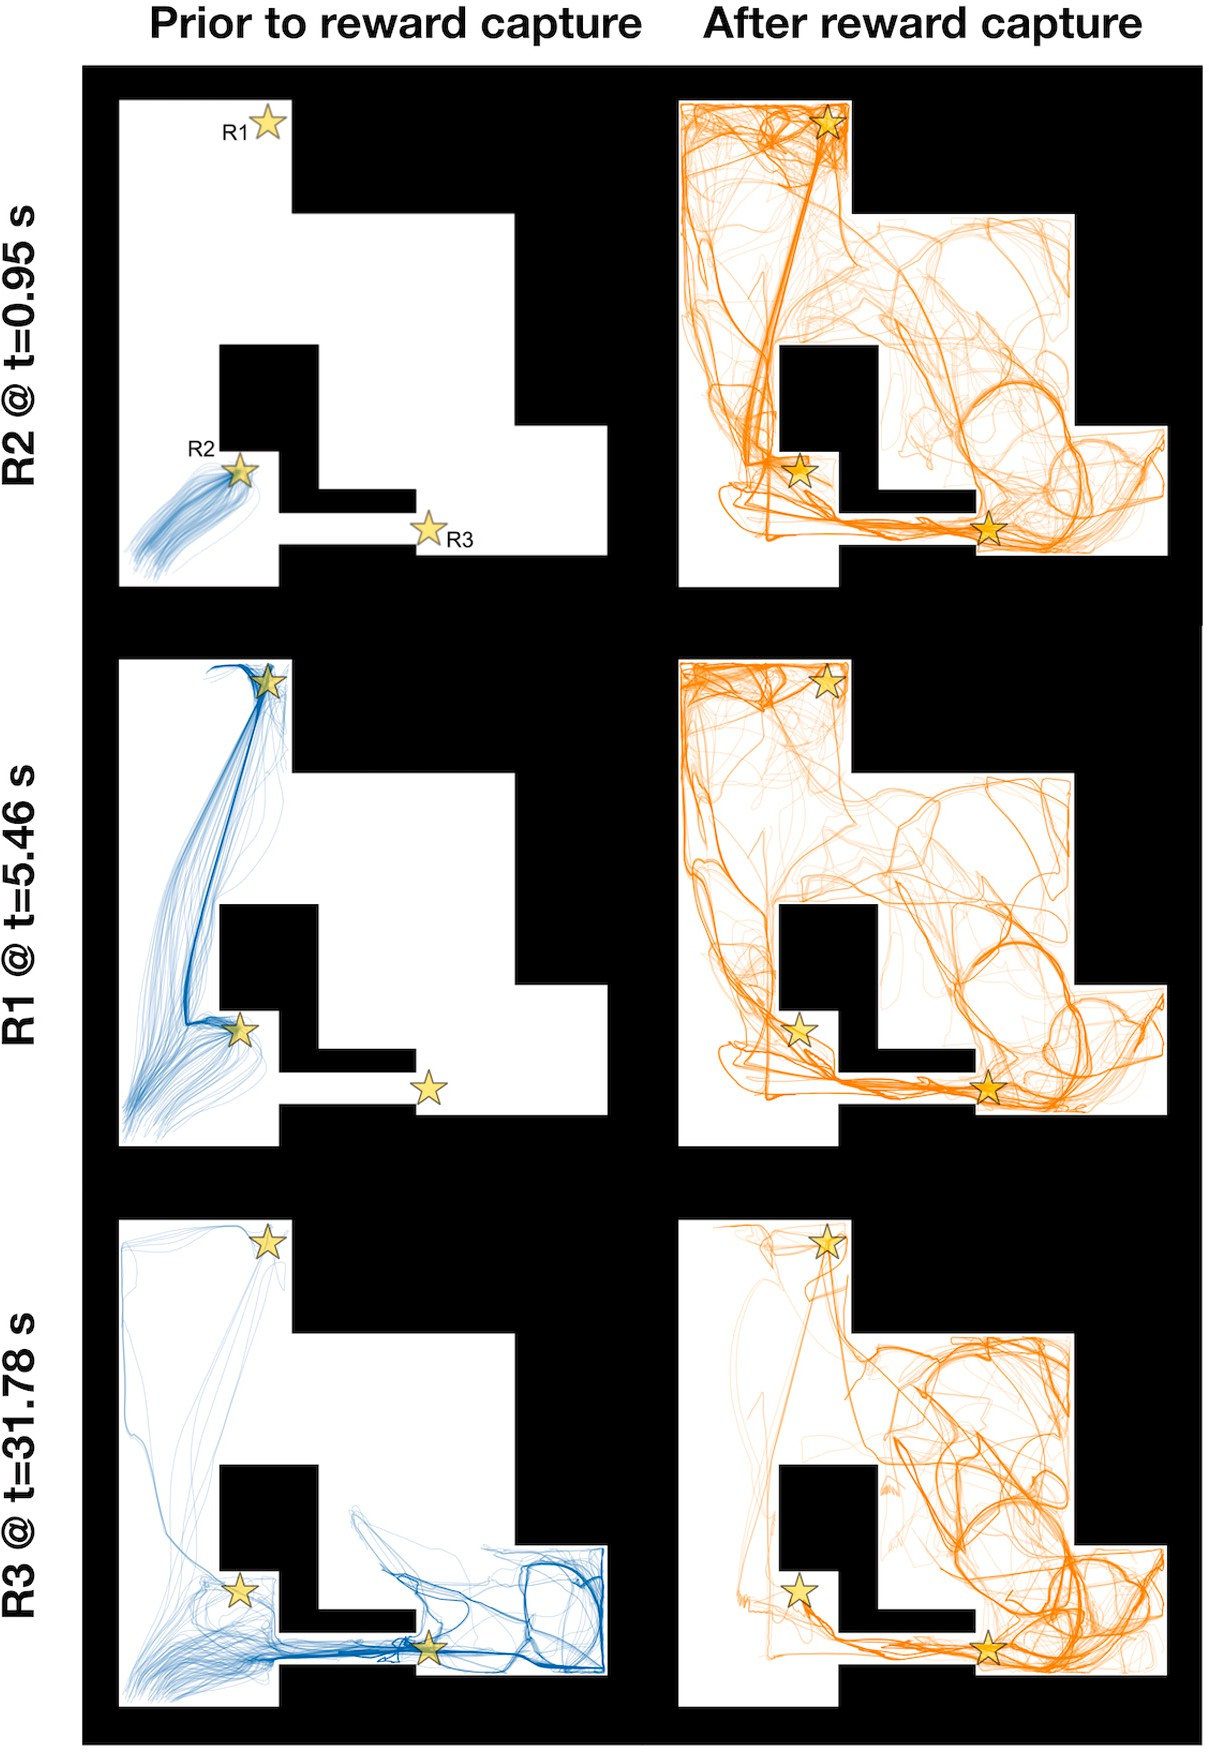 Prior to reward capture
After reward capture
R2 @ t=0.95 s
R1
R2
R3
R1 @ t=5.46 s
R3 @ t=31.78 s